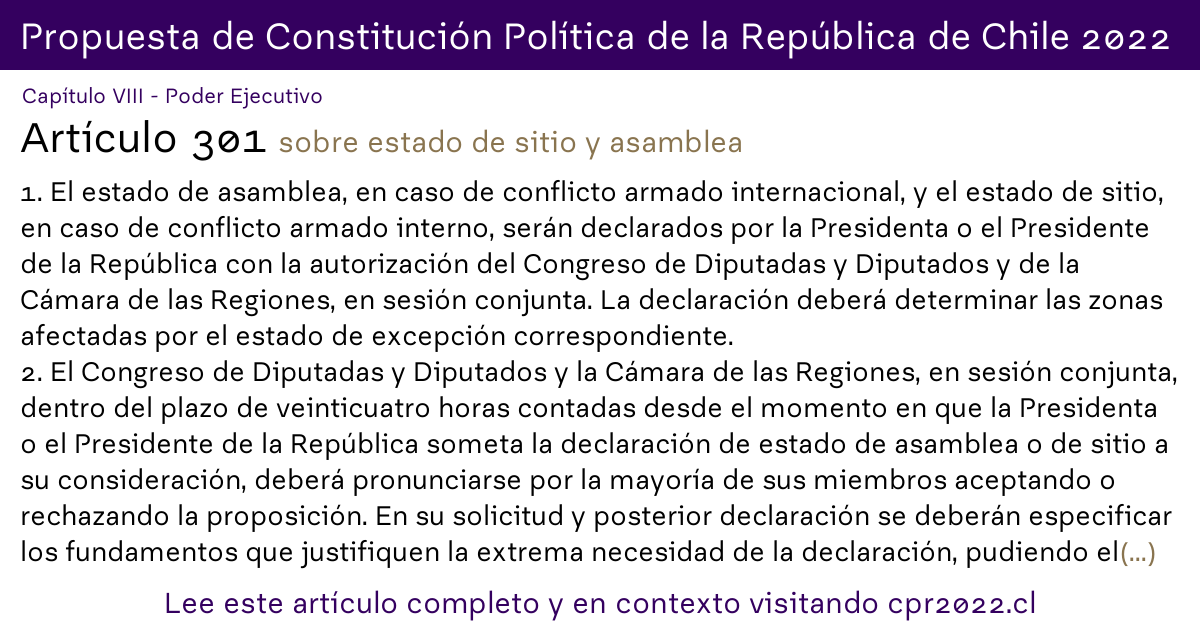 Propuesta de Constitución Política de la República de Chile 2022
Capítulo VIII - Poder Ejecutivo
Artículo 301 sobre estado de sitio y asamblea
1. El estado de asamblea, en caso de conflicto armado internacional, y el estado de sitio,
en caso de conflicto armado interno, serán declarados por la Presidenta o el Presidente
de la República con la autorización del Congreso de Diputadas y Diputados y de la
Cámara de las Regiones, en sesión conjunta. La declaración deberá determinar las zonas
afectadas por el estado de excepción correspondiente.
2. El Congreso de Diputadas y Diputados y la Cámara de las Regiones, en sesión conjunta,
dentro del plazo de veinticuatro horas contadas desde el momento en que la Presidenta
o el Presidente de la República someta la declaración de estado de asamblea o de sitio a
su consideración, deberá pronunciarse por la mayoría de sus miembros aceptando o
rechazando la proposición. En su solicitud y posterior declaración se deberán especificar
los fundamentos que justifiquen la extrema necesidad de la declaración, pudiendo el(...)
Lee este artículo completo y en contexto visitando cpr2022.cl